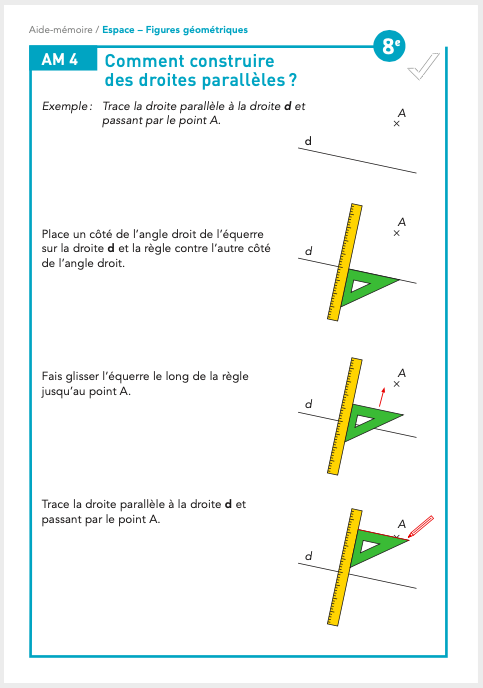 Aide-mémoire / Espace – Figures géométriques
8e
AM 4
Comment construire
des droites parallèles ?
Exemple : Trace la droite parallèle à la droite d et
passant par le point A.
A
d
Place un côté de l'angle droit de l'équerre
sur la droite d et la règle contre l'autre côté
de l'angle droit.
A
d
Fais glisser l'équerre le long de la règle
jusqu'au point A.
A
d
Trace la droite parallèle à la droite d et
passant par le point A.
A
d